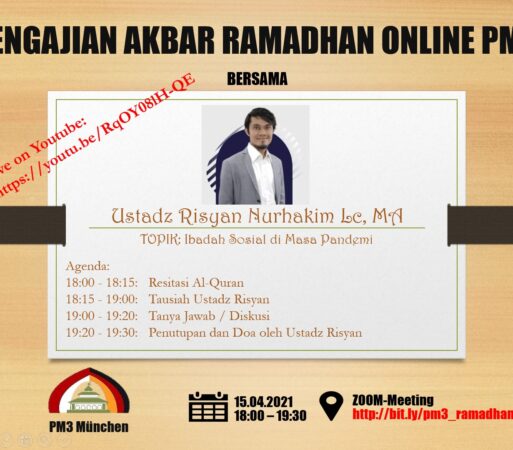 ENGAJIAN AKBAR RAMADHAN ONLINE PM
BERSAMA
ve on Youtube:
https://youtu.be/RqOY08lH-QE
Ustadz Risyan Nurhakim Lc, MA
TOPIK: Ibadah Sosial di Masa Pandemi
Agenda:
18:00 - 18:15: Resitasi Al-Quran
18:15 - 19:00: Tausiah Ustadz Risyan
19:00 - 19:20: Tanya Jawab / Diskusi
19:20 - 19:30: Penutupan dan Doa oleh Ustadz Risyan
PM3 München
15.04.2021
18:00 – 19:30
ZOOM-Meeting
http://bit.ly/pm3_ramadhan